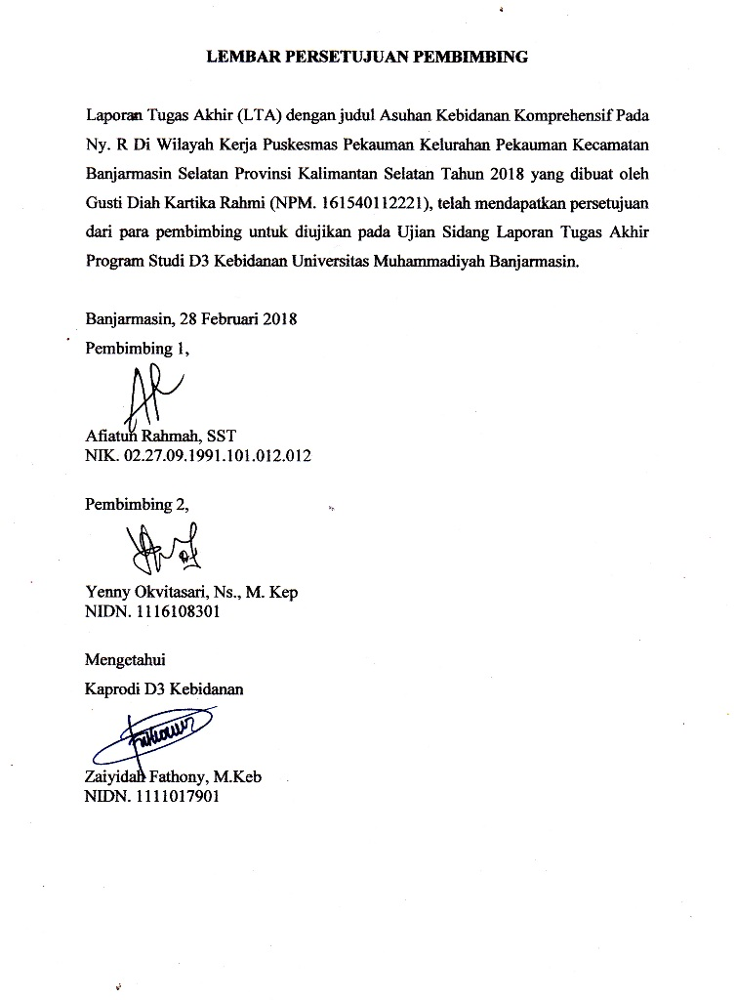 LEMBAR PERSETUJUAN PEMBIMBING
Laporan Tugas Akhir (LTA) dengan judul Asuhan Kebidanan Komprehensif Pada
Ny. R Di Wilayah Kerja Puskesmas Pekauman Kelurahan Pekauman Kecamatan
Banjarmasin Selatan Provinsi Kalimantan Selatan Tahun 2018 yang dibuat oleh
Gusti Diah Kartika Rahmi (NPM. 161540112221), telah mendapatkan persetujuan
dari para pembimbing untuk diujikan pada Ujian Sidang Laporan Tugas Akhir
Program Studi D3 Kebidanan Universitas Muhammadiyah Banjarmasin.
Banjarmasin, 28 Februari 2018
Pembimbing 1,
Afiatun Rahmah, SST
NIK. 02.27.09.1991.101.012.012
Pembimbing 2,
Yenny Okvitasari, Ns., M. Kep
NIDN. 1116108301
Mengetahui
Kaprodi D3 Kebidanan
Zaiyidah Fathony, M.Keb
NIDN. 1111017901